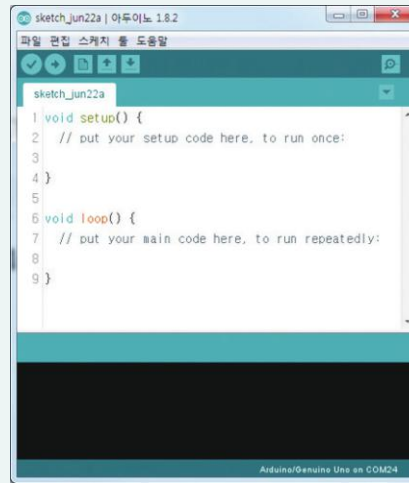 sketch_jun22a | 아두이노 1.8.2
파일 편집 스케치 툴 도움말
sketch_jun22a
1 void setup() {
2   // put your setup code here, to run once:
3
4 }
5
6 void loop() {
7   // put your main code here, to run repeatedly:
8
9 }
Arduino/Genuino Uno on COM24